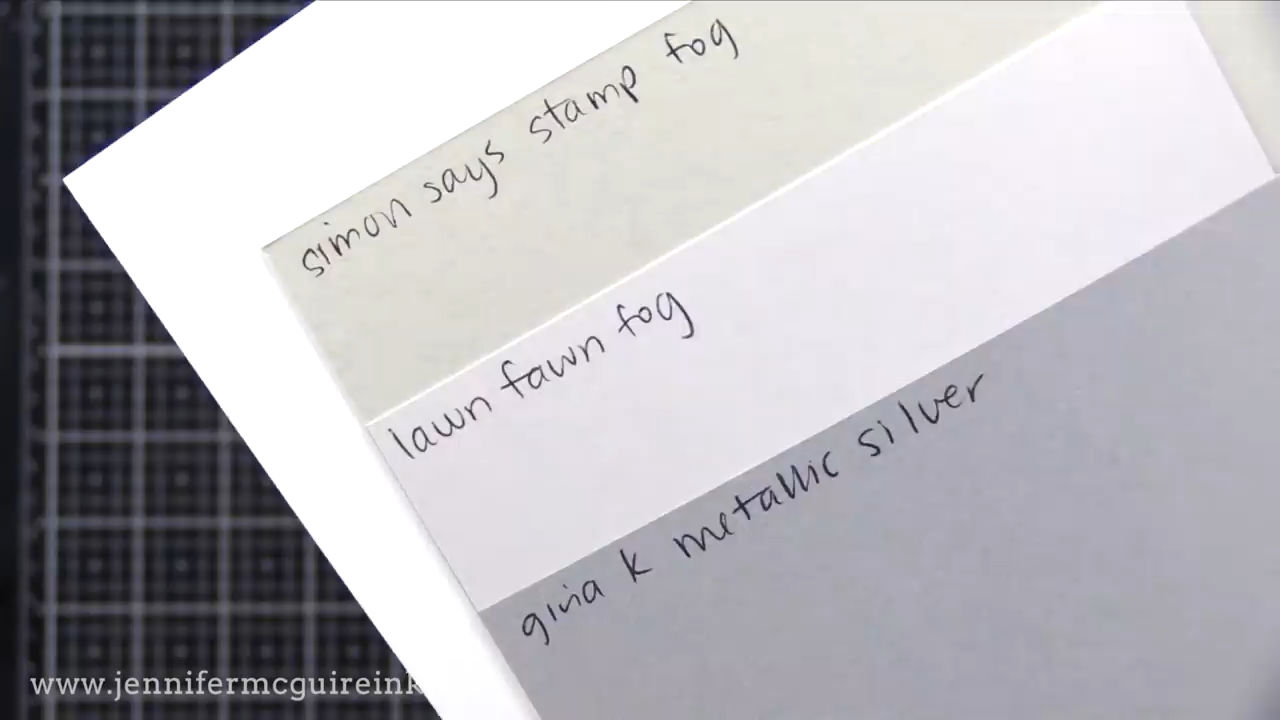 simon says stamp fog
lawn fawn fog
gina k metallic silver
www.jennifermcguireink